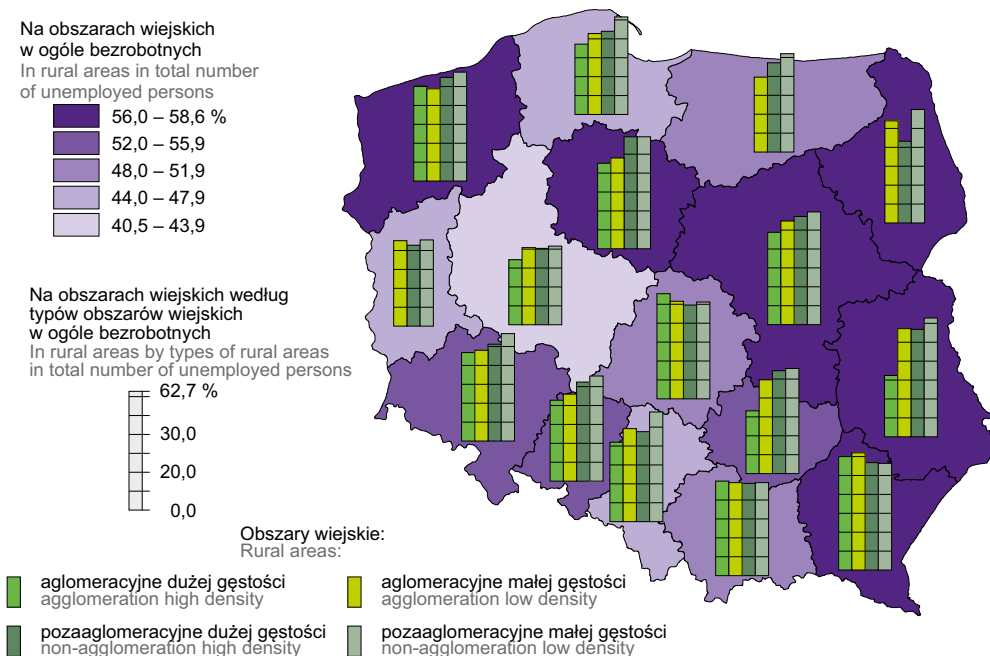 Na obszarach wiejskich
w ogóle bezrobotnych
In rural areas in total number
of unemployed persons
56,0 – 58,6 %
52,0 – 55,9
48,0 – 51,9
44,0 – 47,9
40,5 – 43,9
Na obszarach wiejskich według
typów obszarów wiejskich
w ogóle bezrobotnych
In rural areas by types of rural areas
in total number of unemployed persons
62,7 %
30,0
20,0
0,0
Obszary wiejskie:
Rural areas:
aglomeracyjne dużej gęstości
agglomeration high density
aglomeracyjne małej gęstości
agglomeration low density
pozaaglomeracyjne dużej gęstości
non-agglomeration high density
pozaaglomeracyjne małej gęstości
non-agglomeration low density